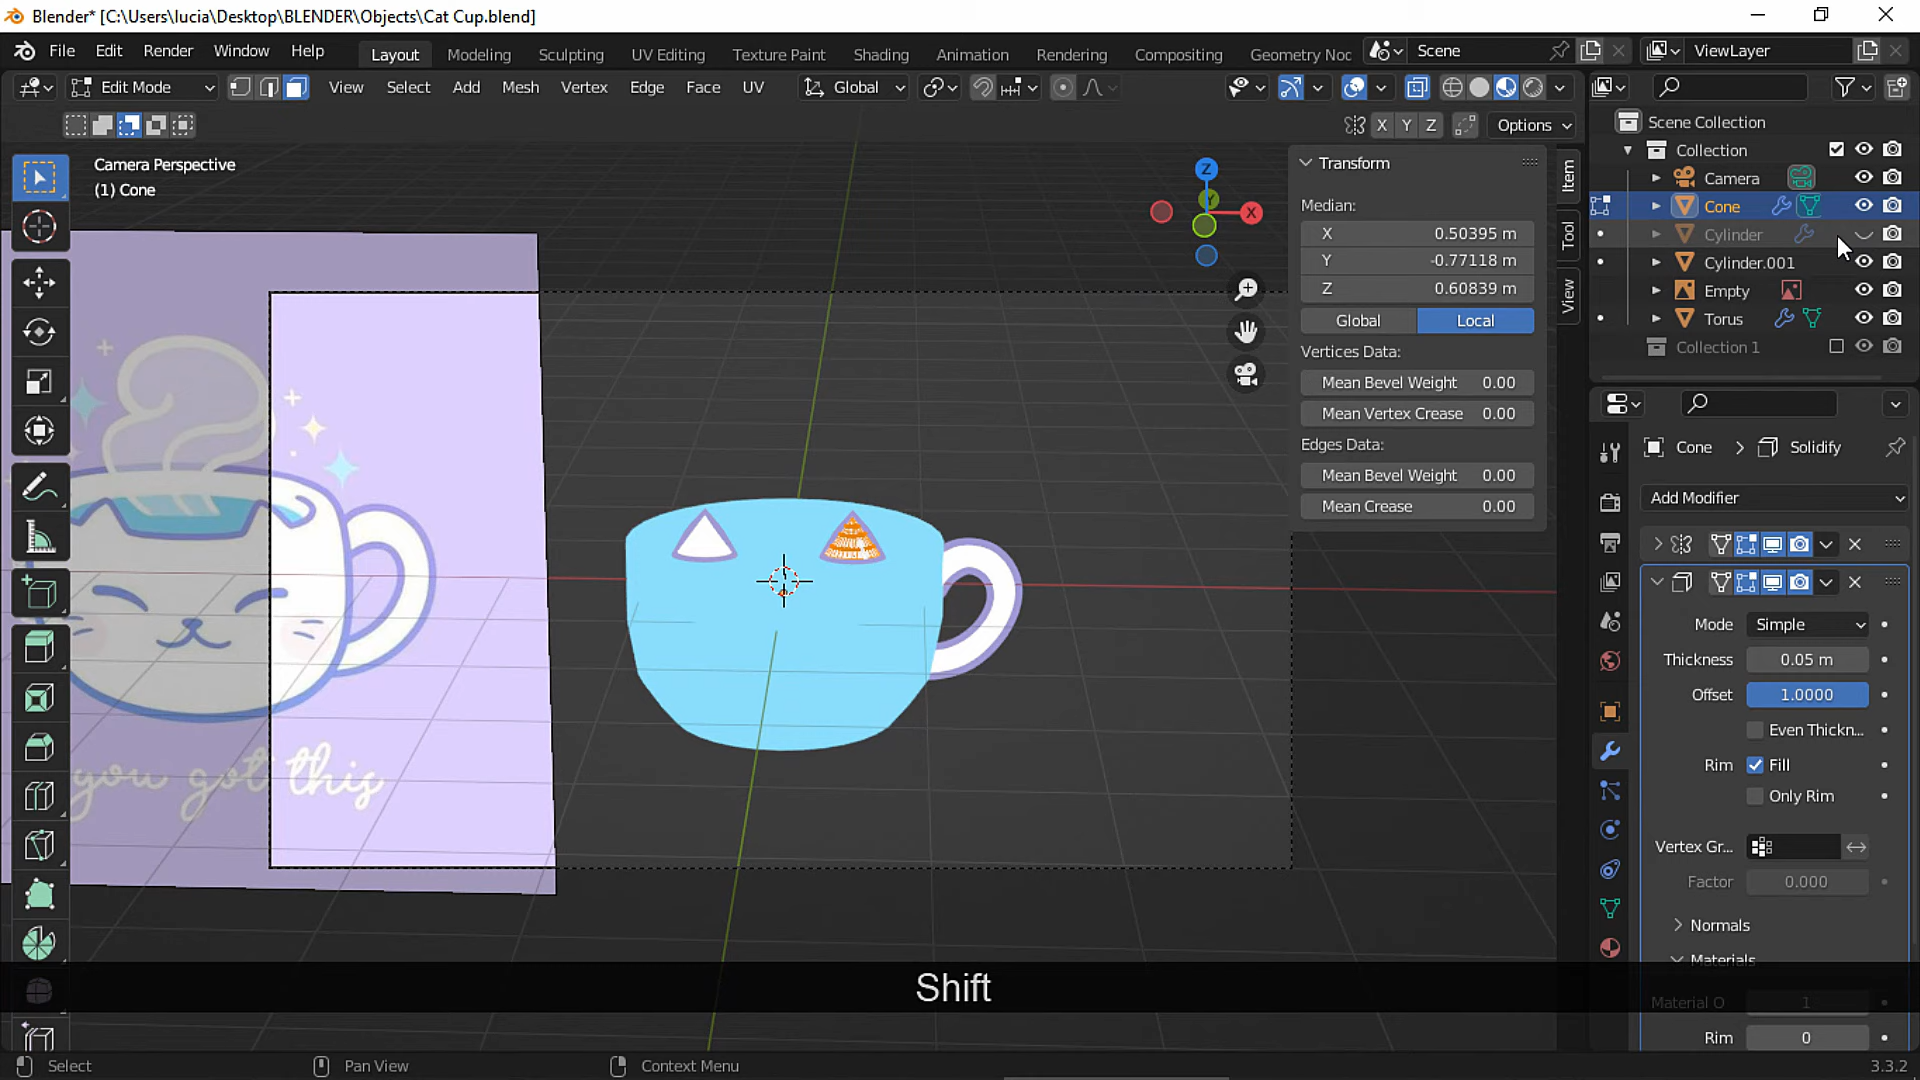 Blender* [C:\Users\lucia\Desktop\BLENDER\Objects\Cat Cup.blend]
File Edit Render Window Help Layout Modeling Sculpting UV Editing Texture Paint Shading Animation Rendering Compositing Geometry Noc Scene ViewLayer
Edit Mode View Select Add Mesh Vertex Edge Face UV Global
X Y Z Options
Camera Perspective
(1) Cone
Z
Y
X
Transform
Median:
X 0.50395 m
Y -0.77118 m
Z 0.60839 m
Global Local
Vertices Data:
Mean Bevel Weight 0.00
Mean Vertex Crease 0.00
Edges Data:
Mean Bevel Weight 0.00
Mean Crease 0.00
Item
Tool
View
Scene Collection
Collection
Camera
Cone
Cylinder
Cylinder.001
Empty
Torus
Collection 1
Cone > Solidify
Add Modifier
Mode Simple
Thickness 0.05 m
Offset 1.0000
Even Thickn...
Rim Fill
Only Rim
Vertex Gr...
Factor 0.000
Normals
Materials
Material O 1
Rim 0
you got this
Shift
Select Pan View Context Menu 3.3.2